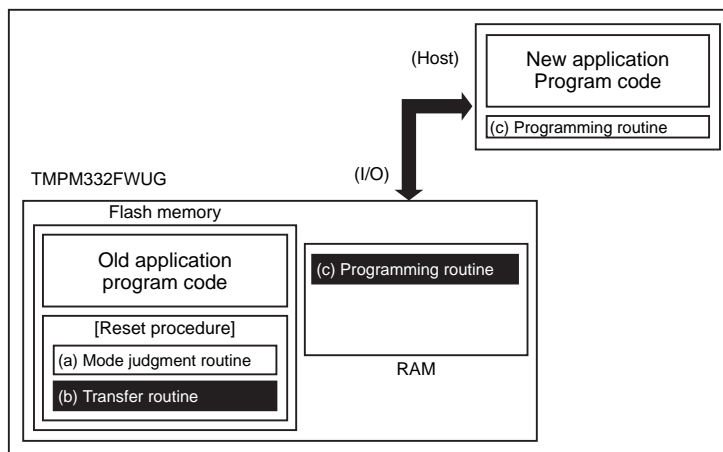 (Host)
New application
Program code
(c) Programming routine
(I/O)
TMPM332FWUG
Flash memory
Old application
program code
[Reset procedure]
(a) Mode judgment routine
(b) Transfer routine
(c) Programming routine
RAM